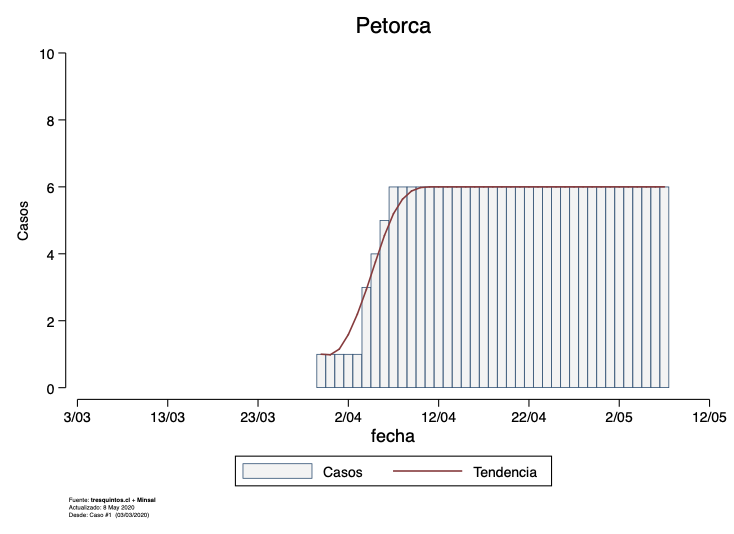 Petorca
Casos
10
8
6
4
2
0
3/03 13/03 23/03 2/04 12/04 22/04 2/05 12/05
fecha
Casos Tendencia
Fuente: tresquintos.cl + Minsal
Actualizado: 8 May 2020
Desde: Caso #1 (03/03/2020)